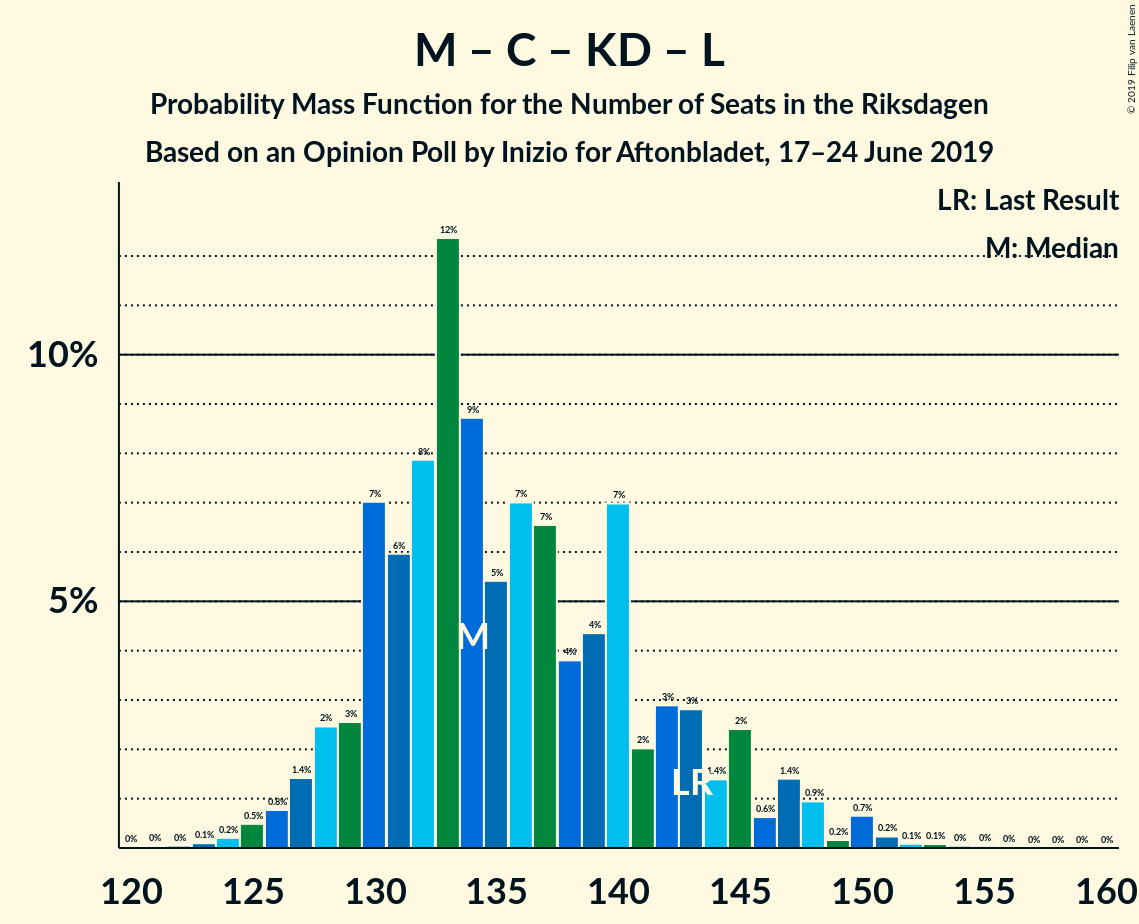 M – C – KD – L
Probability Mass Function for the Number of Seats in the Riksdagen
Based on an Opinion Poll by Inizio for Aftonbladet, 17–24 June 2019
© 2019 Filip van Laenen
LR: Last Result
M: Median
10%
5%
0% 0% 0% 0.1% 0.2% 0.5% 0.8% 1.4% 2% 3% 7% 6% 8% 12% 9% 5% 7% 7% 4% 4% 7% 2% 3% 3% 1.4% 2% 0.6% 1.4% 0.9% 0.2% 0.7% 0.2% 0.1% 0.1% 0% 0% 0% 0% 0% 0% 0%
M
LR
120 125 130 135 140 145 150 155 160